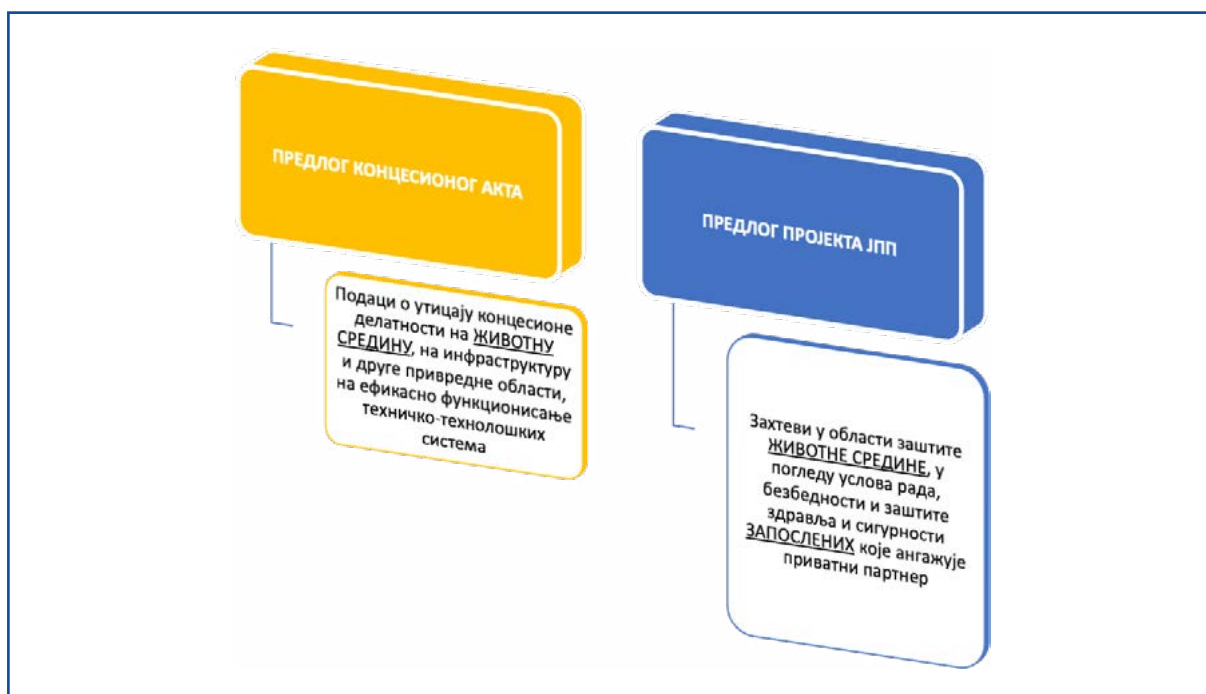 ПРЕДЛОГ КОНЦЕСИОНОГ АКТА
Подаци о утицају концесионе
делатности на ЖИВОТНУ
СРЕДИНУ, на инфраструктуру
и друге привредне области,
на ефикасно функционисање
техничко-технолошких
система
ПРЕДЛОГ ПРОЈЕКТА ЈПП
Захтеви у области заштите
ЖИВОТНЕ СРЕДИНЕ, у
погледу услова рада,
безбедности и заштите
здравља и сигурности
ЗАПОСЛЕНИХ које ангажује
приватни партнер